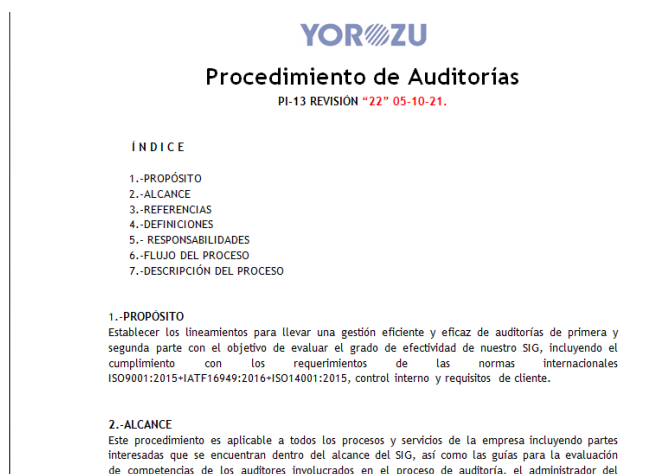 YOROZU
Procedimiento de Auditorías
PI-13 REVISIÓN “22” 05-10-21.
ÍNDICE
1.-PROPÓSITO
2.-ALCANCE
3.-REFERENCIAS
4.-DEFINICIONES
5.- RESPONSABILIDADES
6.-FLUJO DEL PROCESO
7.-DESCRIPCIÓN DEL PROCESO
1.-PROPÓSITO
Establecer los lineamientos para llevar una gestión eficiente y eficaz de auditorías de primera y
segunda parte con el objetivo de evaluar el grado de efectividad de nuestro SIG, incluyendo el
cumplimiento con los requerimientos de las normas internacionales
ISO9001:2015+IATF16949:2016+ISO14001:2015, control interno y requisitos de cliente.
2.-ALCANCE
Este procedimiento es aplicable a todos los procesos y servicios de la empresa incluyendo partes
interesadas que se encuentran dentro del alcance del SIG, así como las guías para la evaluación
de competencias de los auditores involucrados en el proceso de auditoría, el administrador del